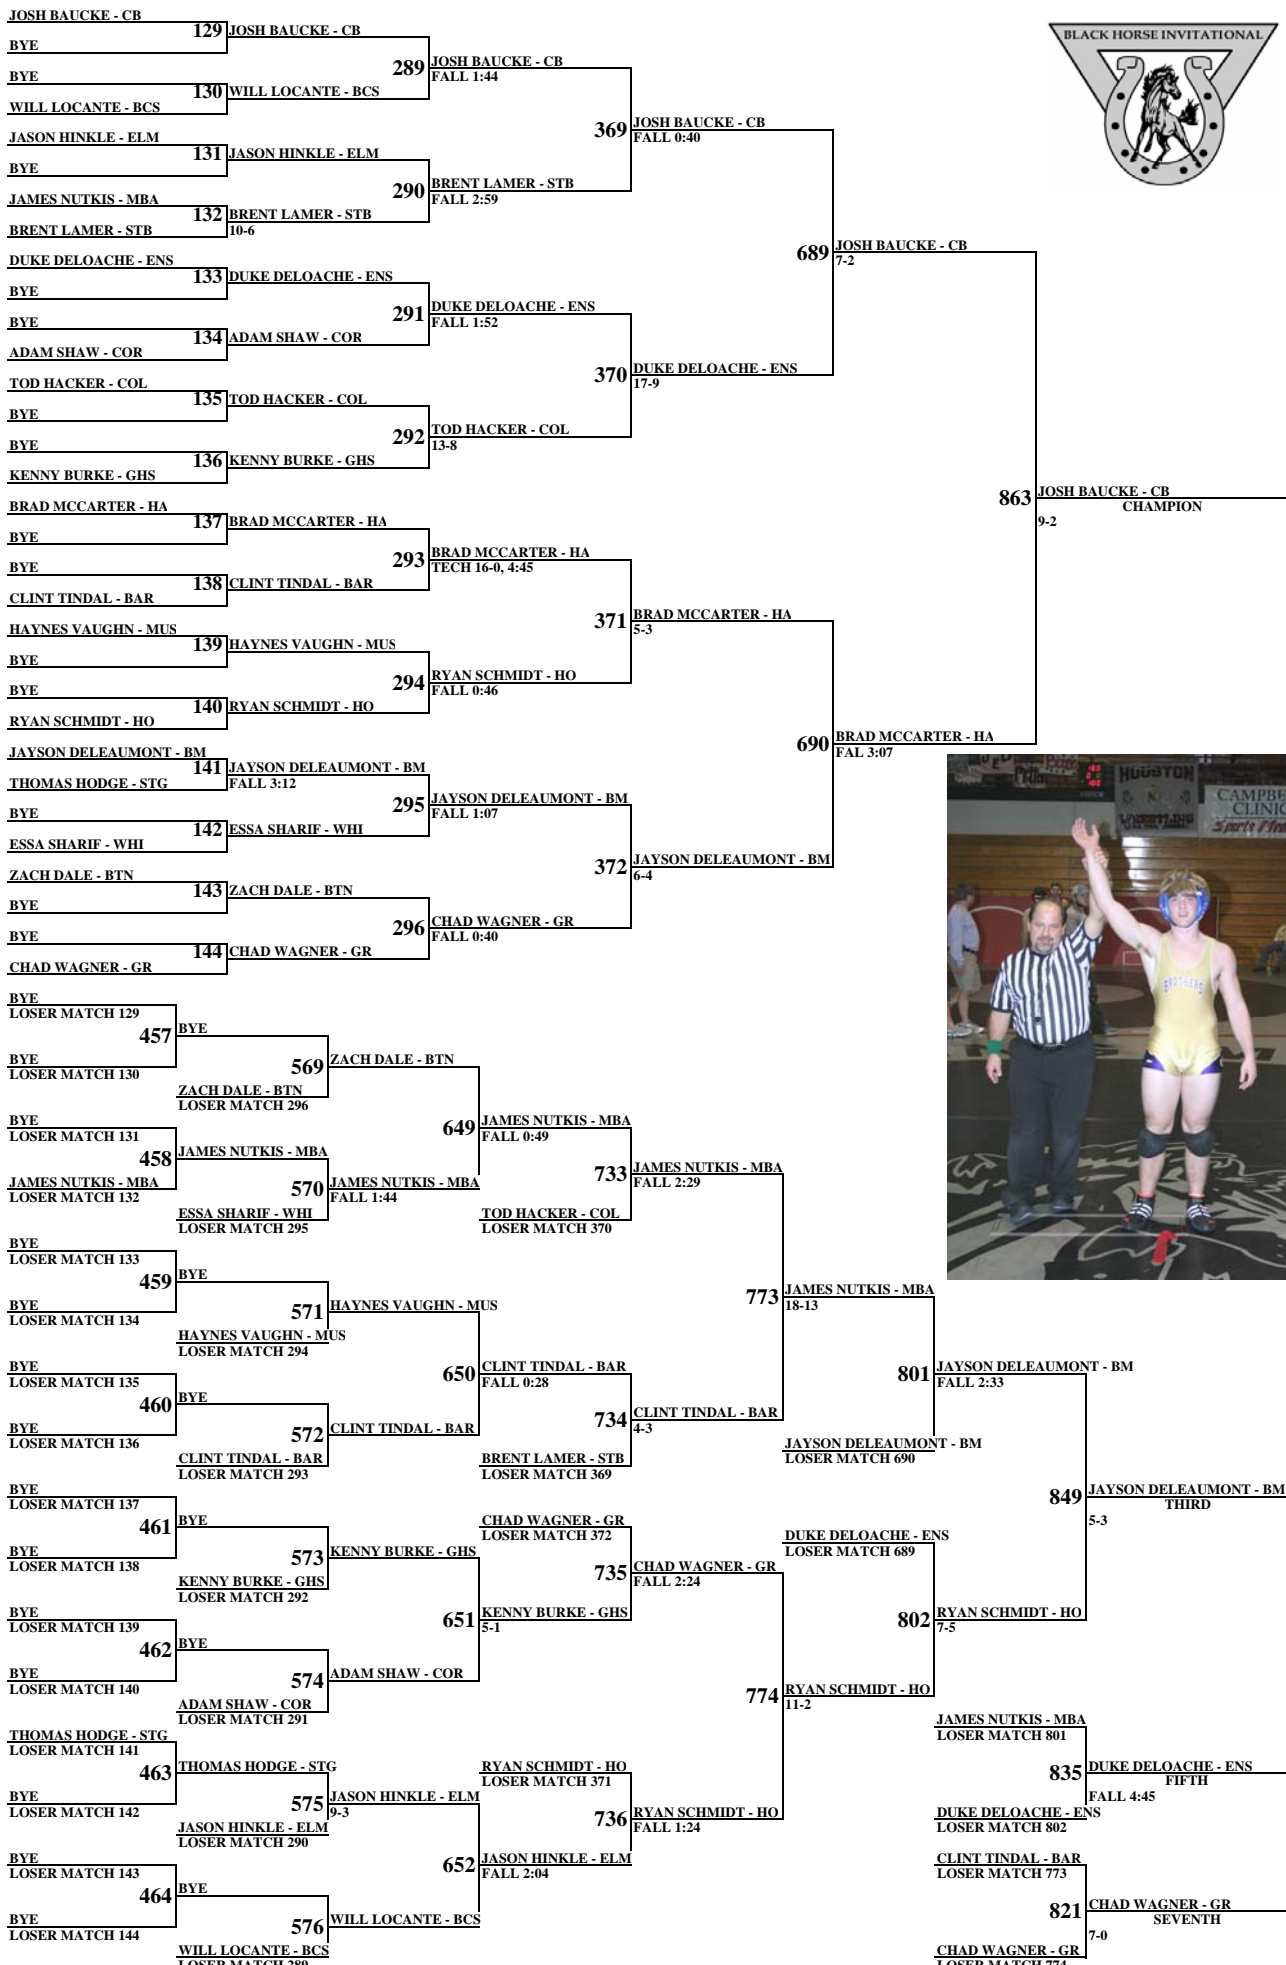 JOSH BAUCKE - CB
BYE
129
JOSH BAUCKE - CB
BYE
WILL LOCANTE - BCS
130
WILL LOCANTE - BCS
289
JOSH BAUCKE - CB
FALL 1:44
JASON HINKLE - ELM
BYE
131
JASON HINKLE - ELM
JAMES NUTKIS - MBA
BRENT LAMER - STB
132
BRENT LAMER - STB
10-6
290
BRENT LAMER - STB
FALL 2:59
369
JOSH BAUCKE - CB
FALL 0:40
DUKE DELOACHE - ENS
BYE
133
DUKE DELOACHE - ENS
BYE
ADAM SHAW - COR
134
ADAM SHAW - COR
291
DUKE DELOACHE - ENS
FALL 1:52
TOD HACKER - COL
BYE
135
TOD HACKER - COL
BYE
KENNY BURKE - GHS
136
KENNY BURKE - GHS
292
TOD HACKER - COL
13-8
370
DUKE DELOACHE - ENS
17-9
689
JOSH BAUCKE - CB
7-2
BRAD MCCARTER - HA
BYE
137
BRAD MCCARTER - HA
BYE
CLINT TINDAL - BAR
138
CLINT TINDAL - BAR
293
BRAD MCCARTER - HA
TECH 16-0, 4:45
HAYNES VAUGHN - MUS
BYE
139
HAYNES VAUGHN - MUS
BYE
RYAN SCHMIDT - HO
140
RYAN SCHMIDT - HO
294
RYAN SCHMIDT - HO
FALL 0:46
371
BRAD MCCARTER - HA
5-3
JAYSON DELEAUMONT - BM
THOMAS HODGE - STG
141
JAYSON DELEAUMONT - BM
FALL 3:12
BYE
ESSA SHARIF - WHI
142
ESSA SHARIF - WHI
295
JAYSON DELEAUMONT - BM
FALL 1:07
ZACH DALE - BTN
BYE
143
ZACH DALE - BTN
BYE
CHAD WAGNER - GR
144
CHAD WAGNER - GR
296
CHAD WAGNER - GR
FALL 0:40
372
JAYSON DELEAUMONT - BM
6-4
690
BRAD MCCARTER - HA
FAL 3:07
863
JOSH BAUCKE - CB
CHAMPION
9-2
BLACK HORSE INVITATIONAL
HOUSTON
WRESTLING
CAMPBE
CLINIC
BROTHERS
BYE
LOSER MATCH 129
457
BYE
BYE
LOSER MATCH 130
569
ZACH DALE - BTN
ZACH DALE - BTN
LOSER MATCH 296
BYE
LOSER MATCH 131
458
JAMES NUTKIS - MBA
JAMES NUTKIS - MBA
LOSER MATCH 132
570
JAMES NUTKIS - MBA
FALL 1:44
ESSA SHARIF - WHI
LOSER MATCH 295
649
JAMES NUTKIS - MBA
FALL 0:49
733
JAMES NUTKIS - MBA
FALL 2:29
TOD HACKER - COL
LOSER MATCH 370
BYE
LOSER MATCH 133
459
BYE
BYE
LOSER MATCH 134
571
HAYNES VAUGHN - MUS
HAYNES VAUGHN - MUS
LOSER MATCH 294
BYE
LOSER MATCH 135
460
BYE
BYE
LOSER MATCH 136
572
CLINT TINDAL - BAR
CLINT TINDAL - BAR
LOSER MATCH 293
650
CLINT TINDAL - BAR
FALL 0:28
734
CLINT TINDAL - BAR
4-3
BRENT LAMER - STB
LOSER MATCH 369
773
JAMES NUTKIS - MBA
18-13
801
JAYSON DELEAUMONT - BM
FALL 2:33
JAYSON DELEAUMONT - BM
LOSER MATCH 690
BYE
LOSER MATCH 137
461
BYE
BYE
LOSER MATCH 138
573
KENNY BURKE - GHS
KENNY BURKE - GHS
LOSER MATCH 292
BYE
LOSER MATCH 139
462
BYE
BYE
LOSER MATCH 140
574
ADAM SHAW - COR
ADAM SHAW - COR
LOSER MATCH 291
CHAD WAGNER - GR
LOSER MATCH 372
735
CHAD WAGNER - GR
FALL 2:24
651
KENNY BURKE - GHS
5-1
THOMAS HODGE - STG
LOSER MATCH 141
463
THOMAS HODGE - STG
BYE
LOSER MATCH 142
575
JASON HINKLE - ELM
9-3
JASON HINKLE - ELM
LOSER MATCH 290
BYE
LOSER MATCH 143
464
BYE
BYE
LOSER MATCH 144
576
WILL LOCANTE - BCS
WILL LOCANTE - BCS
LOSER MATCH 289
RYAN SCHMIDT - HO
LOSER MATCH 371
736
RYAN SCHMIDT - HO
FALL 1:24
652
JASON HINKLE - ELM
FALL 2:04
DUKE DELOACHE - ENS
LOSER MATCH 689
802
RYAN SCHMIDT - HO
7-5
774
RYAN SCHMIDT - HO
11-2
849
JAYSON DELEAUMONT - BM
THIRD
5-3
JAMES NUTKIS - MBA
LOSER MATCH 801
835
DUKE DELOACHE - ENS
FIFTH
FALL 4:45
DUKE DELOACHE - ENS
LOSER MATCH 802
CLINT TINDAL - BAR
LOSER MATCH 773
821
CHAD WAGNER - GR
SEVENTH
7-0
CHAD WAGNER - GR
LOSER MATCH 774